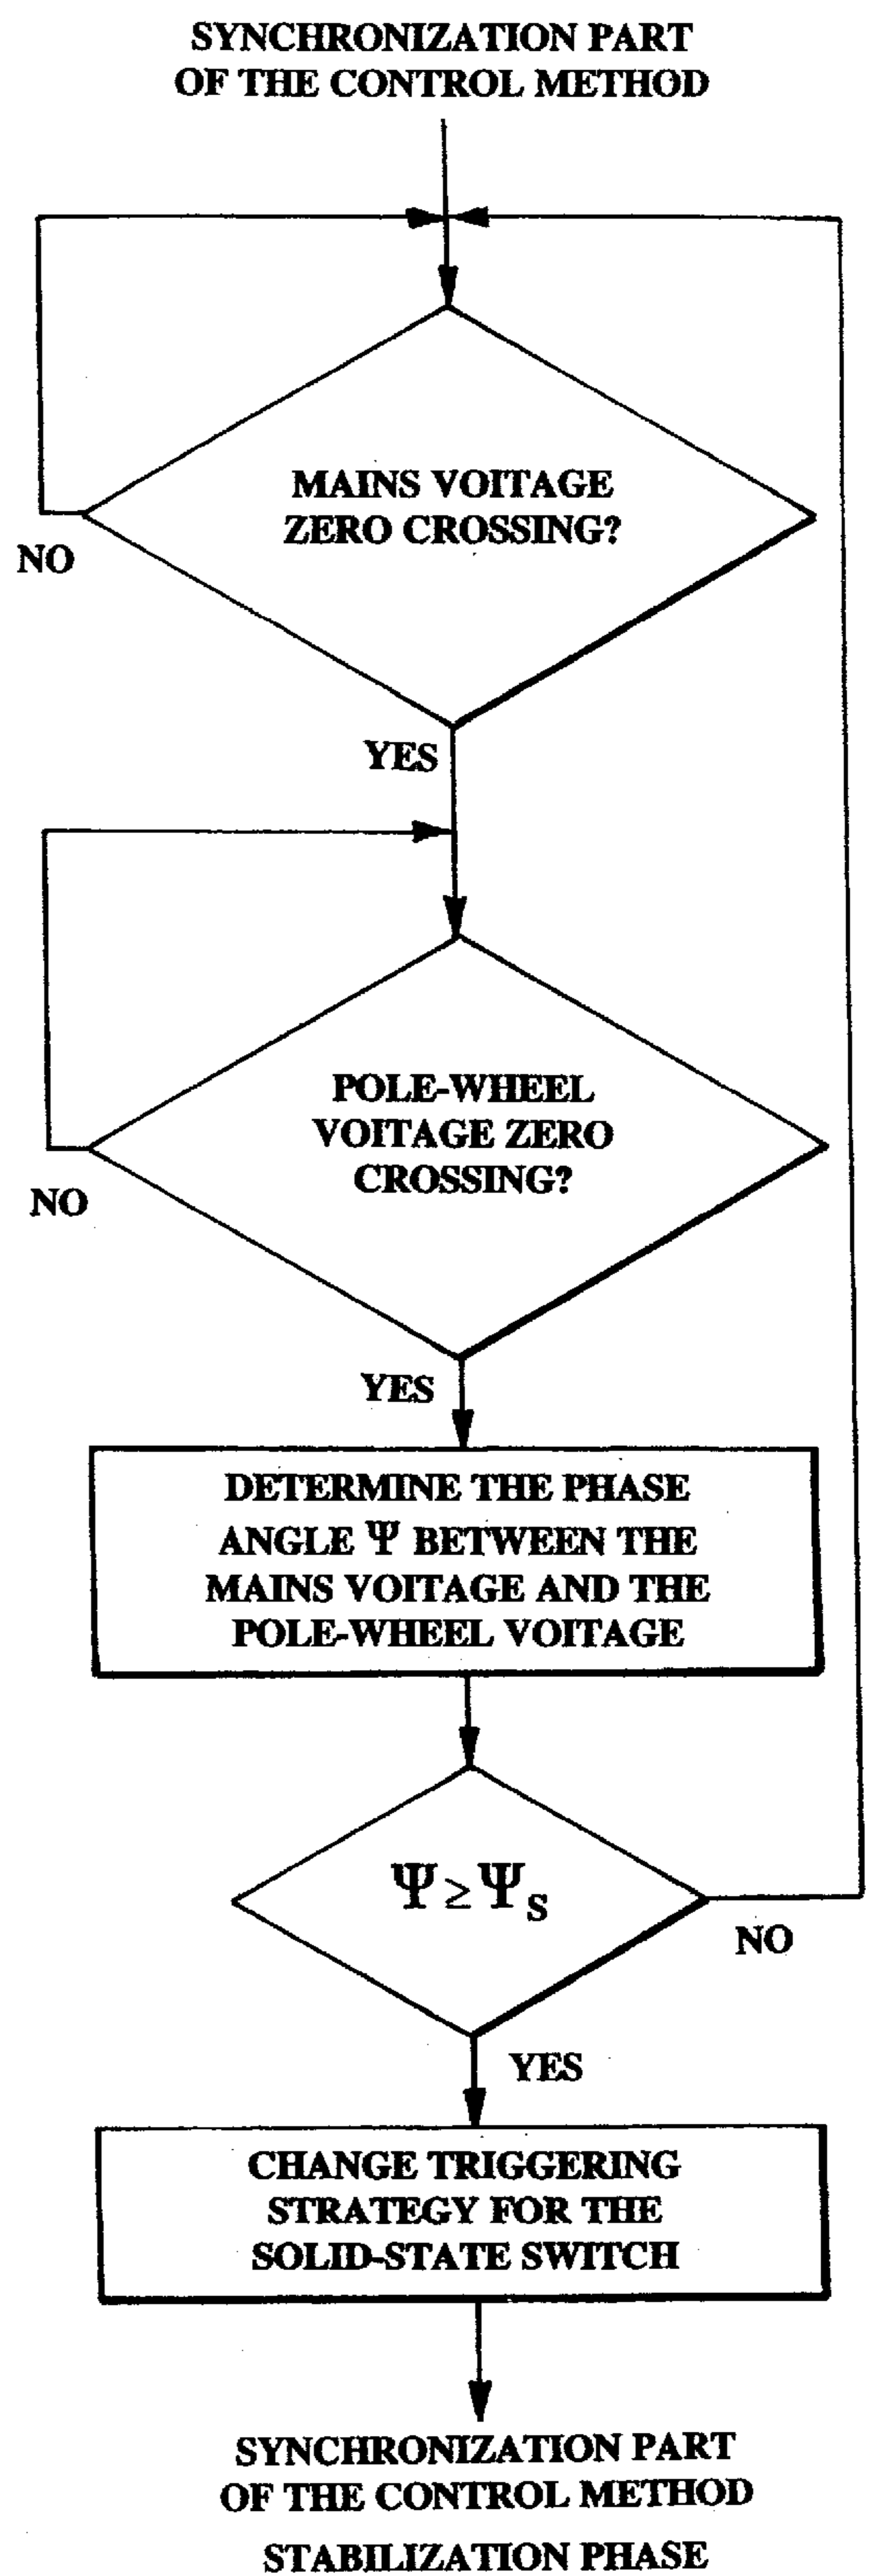 SYNCHRONIZATION PART
OF THE CONTROL METHOD
MAINS VOITAGE
ZERO CROSSING?
NO
YES
POLE-WHEEL
VOITAGE ZERO
CROSSING?
NO
YES
DETERMINE THE PHASE
ANGLE Ψ BETWEEN THE
MAINS VOITAGE AND THE
POLE-WHEEL VOITAGE
Ψ ≥ ΨS
NO
YES
CHANGE TRIGGERING
STRATEGY FOR THE
SOLID-STATE SWITCH
SYNCHRONIZATION PART
OF THE CONTROL METHOD
STABILIZATION PHASE